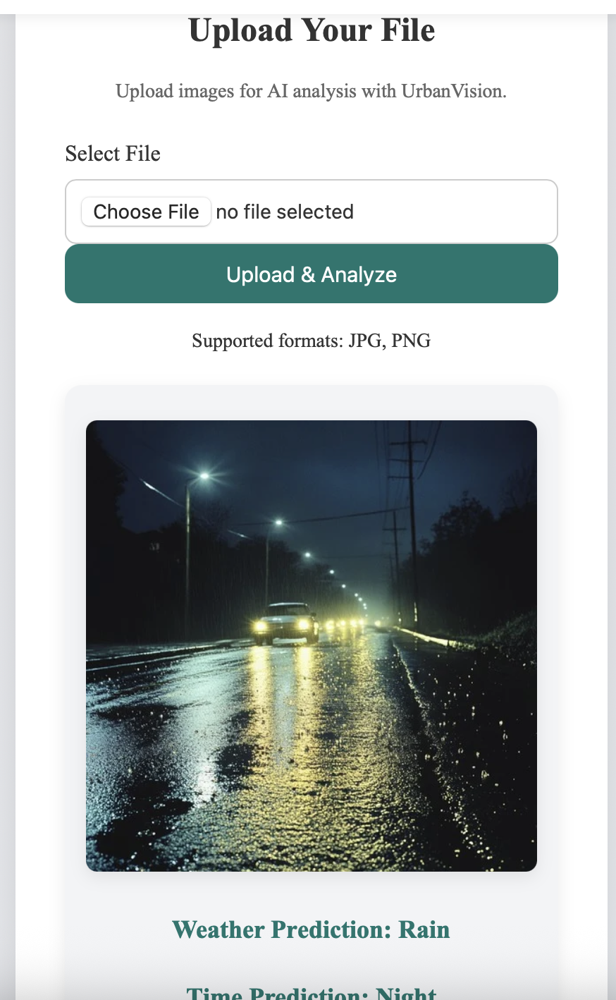 Upload Your File
Upload images for AI analysis with UrbanVision.
Select File
Choose File no file selected
Upload & Analyze
Supported formats: JPG, PNG
Weather Prediction: Rain
Time Prediction: Night